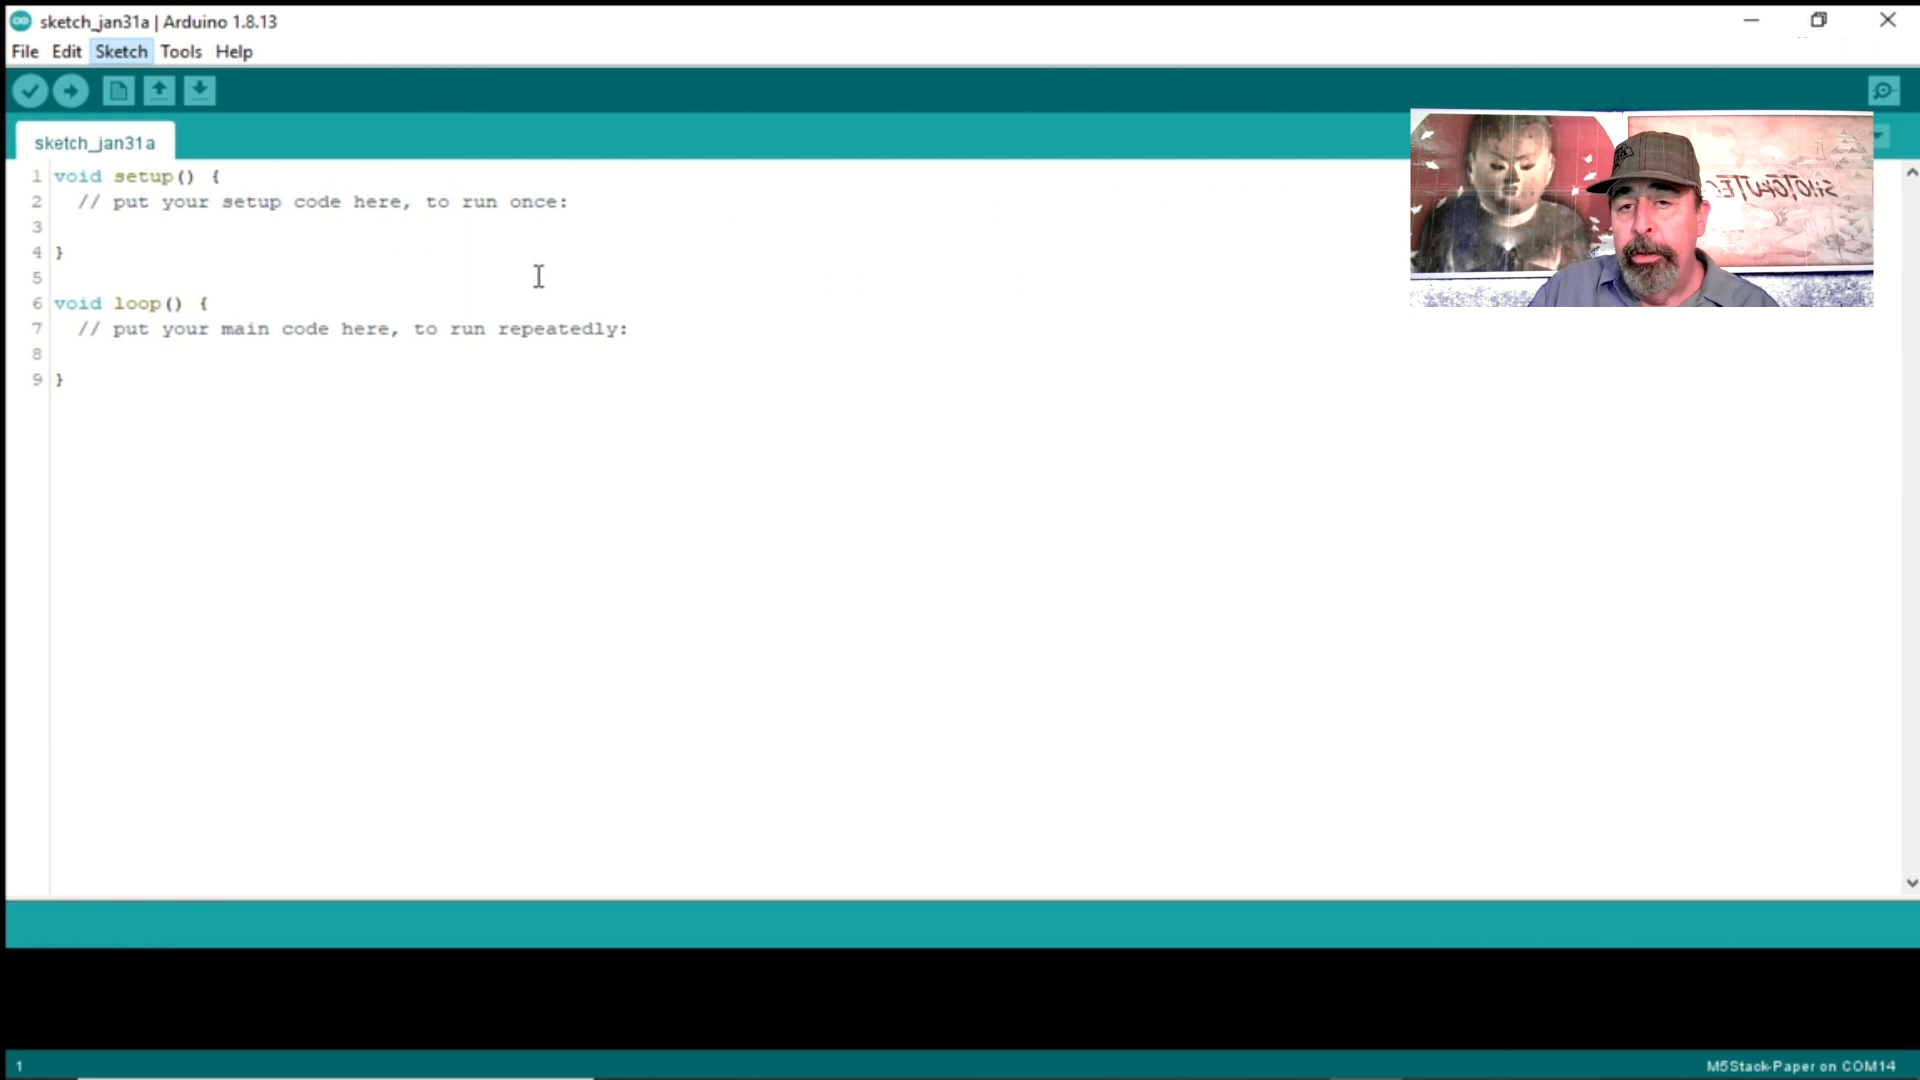 sketch_jan31a | Arduino 1.8.13
File Edit Sketch Tools Help
sketch_jan31a
1 void setup() {
2 // put your setup code here, to run once:
3
4 }
5
6 void loop() {
7 // put your main code here, to run repeatedly:
8
9 }
1
M5Stack-Paper on COM14